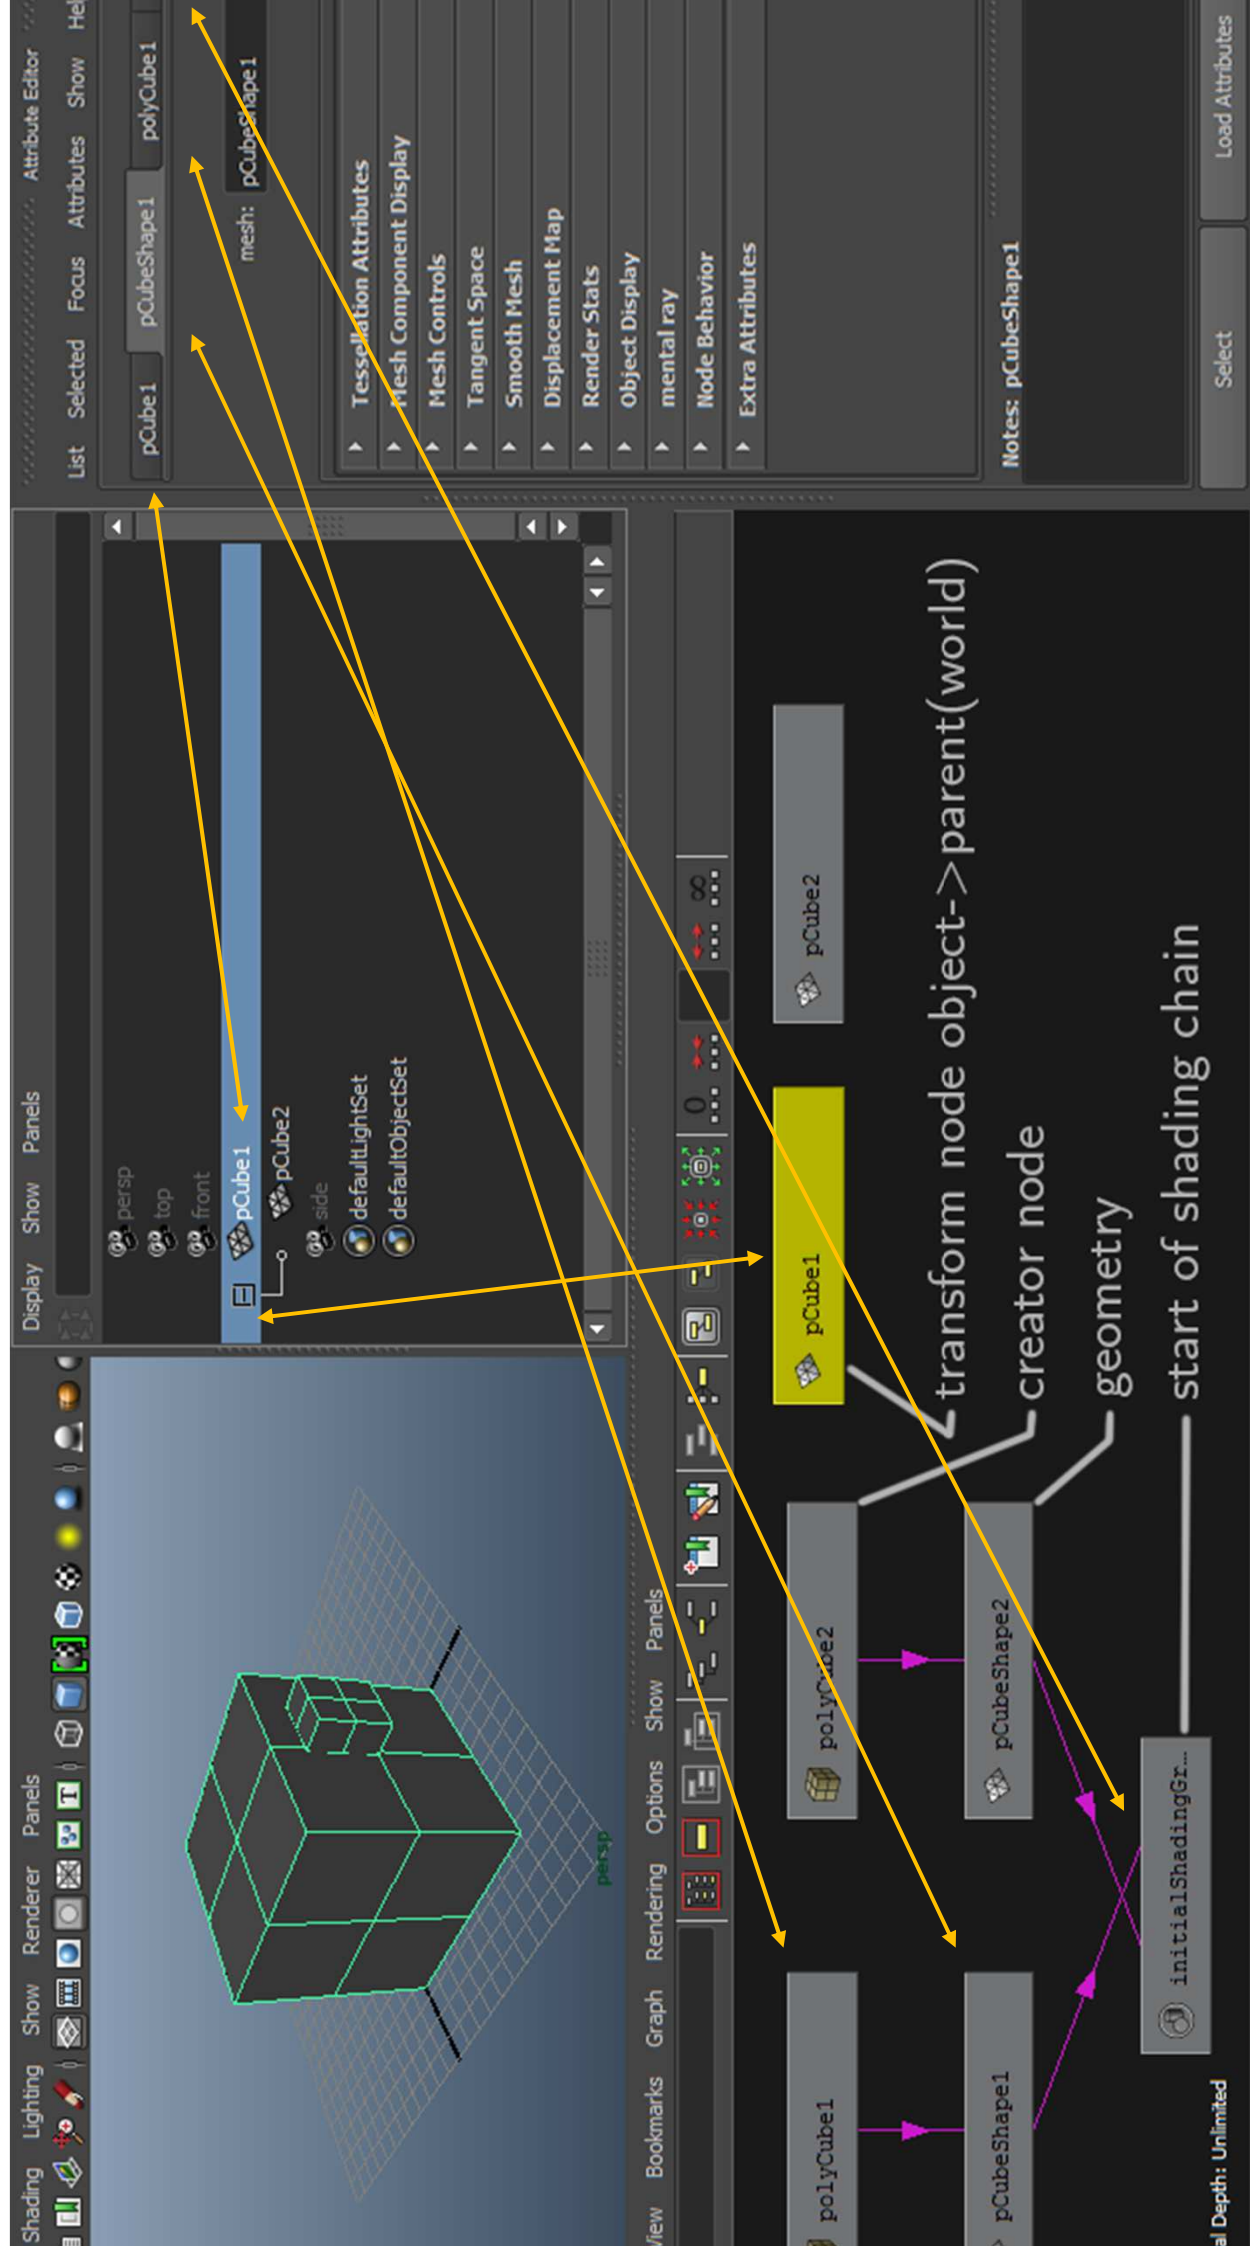 Shading Lighting Show Renderer Panels
persp
Display Show Panels
persp
top
front
pCube1
pCube2
side
defaultLightSet
defaultObjectSet
Attribute Editor
List Selected Focus Attributes Show
pCube1 pCubeShape1 polyCube1
mesh: pCubeShape1
Tessellation Attributes
Mesh Component Display
Mesh Controls
Tangent Space
Smooth Mesh
Displacement Map
Render Stats
Object Display
mental ray
Node Behavior
Extra Attributes
Notes: pCubeShape1
Select Load Attributes
View Bookmarks Graph Rendering Options Show Panels
0 ∞
polyCube1 polyCube2 pCube1 pCube2
pCubeShape1 pCubeShape2
initialShadingGr…
transform node object->parent(world)
creator node
geometry
start of shading chain
al Depth: Unlimited